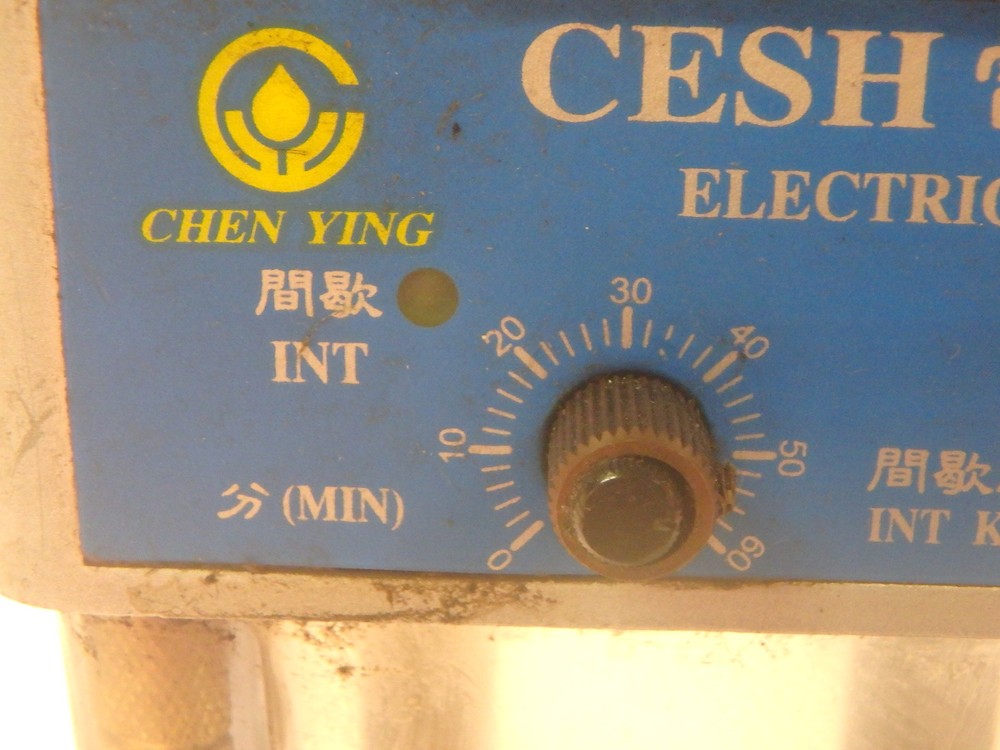 CESH
ELECTRIC
CHEN YING
間歇
INT
分 (MIN)
0 10 20 30 40 50 60
間歇
INT K